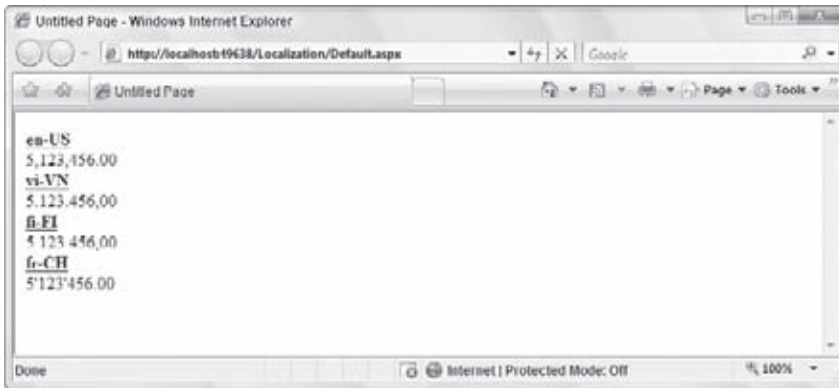 Untitled Page - Windows Internet Explorer
http://localhost:49638/Localization/Default.aspx
Google
Untitled Page
Page
Tools
en-US
5,123,456.00
vi-VN
5.123.456,00
fi-FI
5 123 456,00
fr-CH
5'123'456.00
Done
Internet | Protected Mode: Off
100%